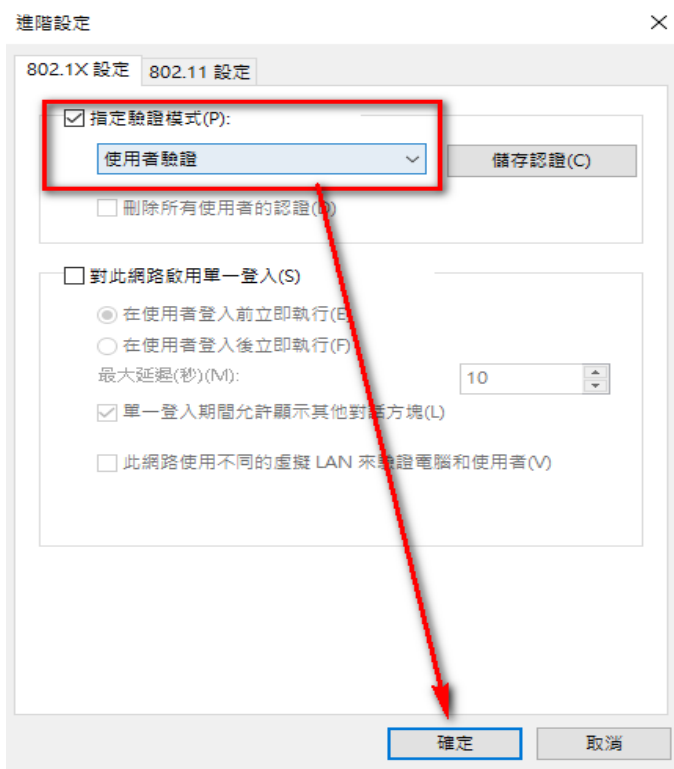 進階設定
802.1X 設定 802.11 設定
指定驗證模式(P):
使用者驗證 儲存認證(C)
刪除所有使用者的認證(D)
對此網路啟用單一登入(S)
在使用者登入前立即執行(E)
在使用者登入後立即執行(F)
最大延遲(秒)(M): 10
單一登入期間允許顯示其他對話方塊(L)
此網路使用不同的虛擬 LAN 來驗證電腦和使用者(V)
確定 取消